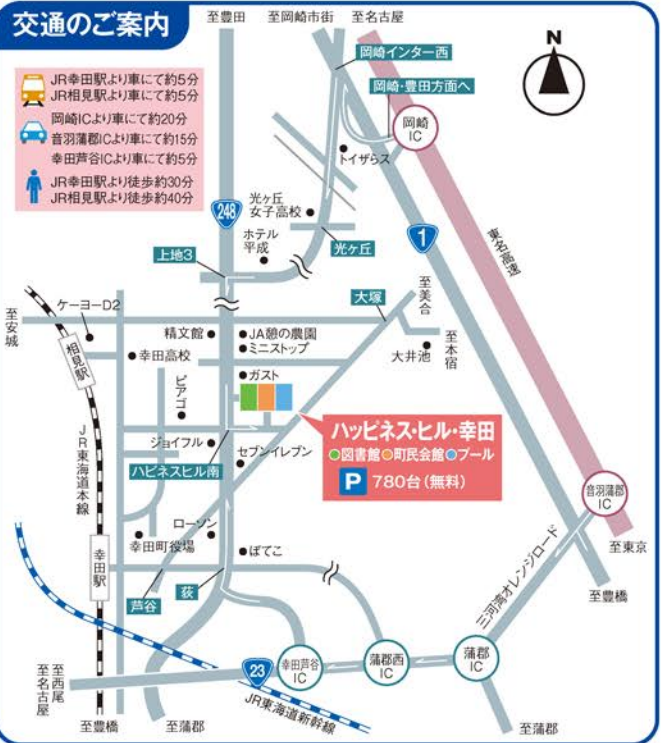 交通のご案内
JR幸田駅より車にて約5分
JR相見駅より車にて約5分
岡崎ICより車にて約20分
音羽蒲郡ICより車にて約15分
幸田芦谷ICより車にて約5分
JR幸田駅より徒歩約30分
JR相見駅より徒歩約40分
至豊田
至岡崎市街
至名古屋
N
岡崎インター西
岡崎・豊田方面へ
岡崎
IC
トイザらス
光ヶ丘
女子高校
248
ホテル
平成
光ヶ丘
1
東名高速
上地3
至美合
大塚
ケーヨーD2
至安城
相見駅
精文館
JA憩の農園
ミニストップ
幸田高校
大井池
至本宿
ガスト
ピアゴ
ハッピネス・ヒル・幸田
図書館
町民会館
プール
P 780台(無料)
ジョイフル
セブンイレブン
ハピネスヒル南
JR東海道本線
音羽蒲郡
IC
至東京
ローソン
幸田町役場
ぽてこ
幸田駅
芦谷
荻
三河湾オレンジロード
至豊橋
幸田芦谷
IC
蒲郡西
IC
蒲郡
IC
23
至西尾
至名古屋
JR東海道新幹線
至豊橋
至蒲郡
至蒲郡